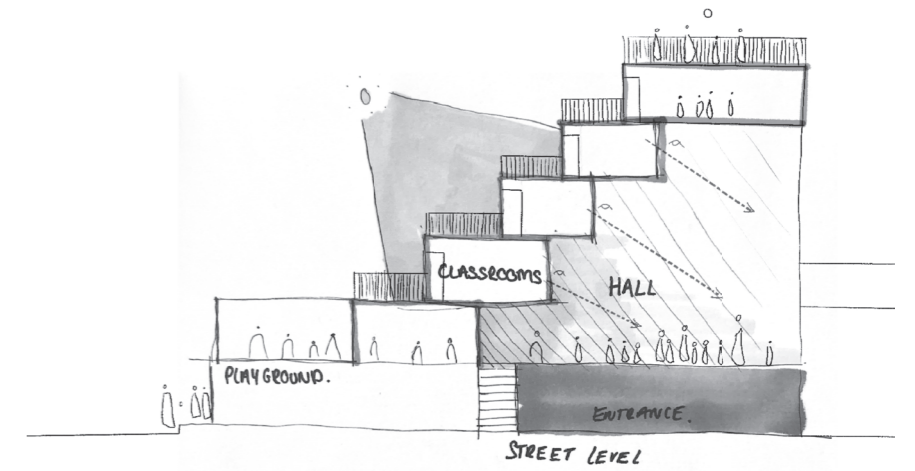 CLASSROOMS
HALL
PLAYGROUND.
ENTRANCE.
STREET LEVEL